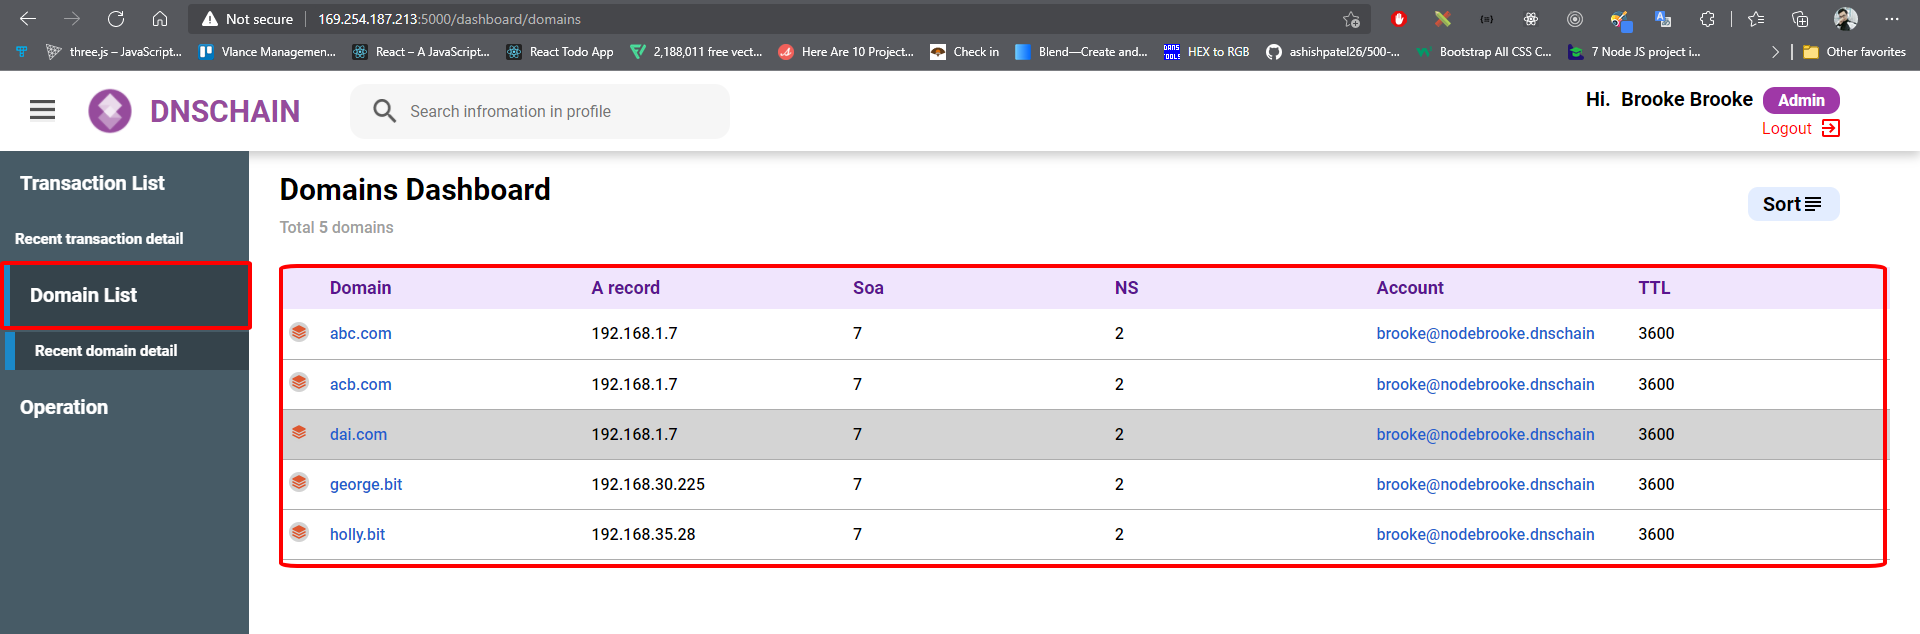 Not secure | 169.254.187.213:5000/dashboard/domains
three.js – JavaScript... Vlance Managemen... React – A JavaScript... React Todo App 2,188,011 free vect... Here Are 10 Project... Check in Blend—Create and... HEX to RGB ashishpatel26/500-... Bootstrap All CSS C... 7 Node JS project i... Other favorites
DNSCHAIN
Search infromation in profile
Hi. Brooke Brooke Admin
Logout
Transaction List
Recent transaction detail
Domain List
Recent domain detail
Operation
Domains Dashboard
Total 5 domains
Sort
Domain A record Soa NS Account TTL
abc.com 192.168.1.7 7 2 brooke@nodebrooke.dnschain 3600
acb.com 192.168.1.7 7 2 brooke@nodebrooke.dnschain 3600
dai.com 192.168.1.7 7 2 brooke@nodebrooke.dnschain 3600
george.bit 192.168.30.225 7 2 brooke@nodebrooke.dnschain 3600
holly.bit 192.168.35.28 7 2 brooke@nodebrooke.dnschain 3600